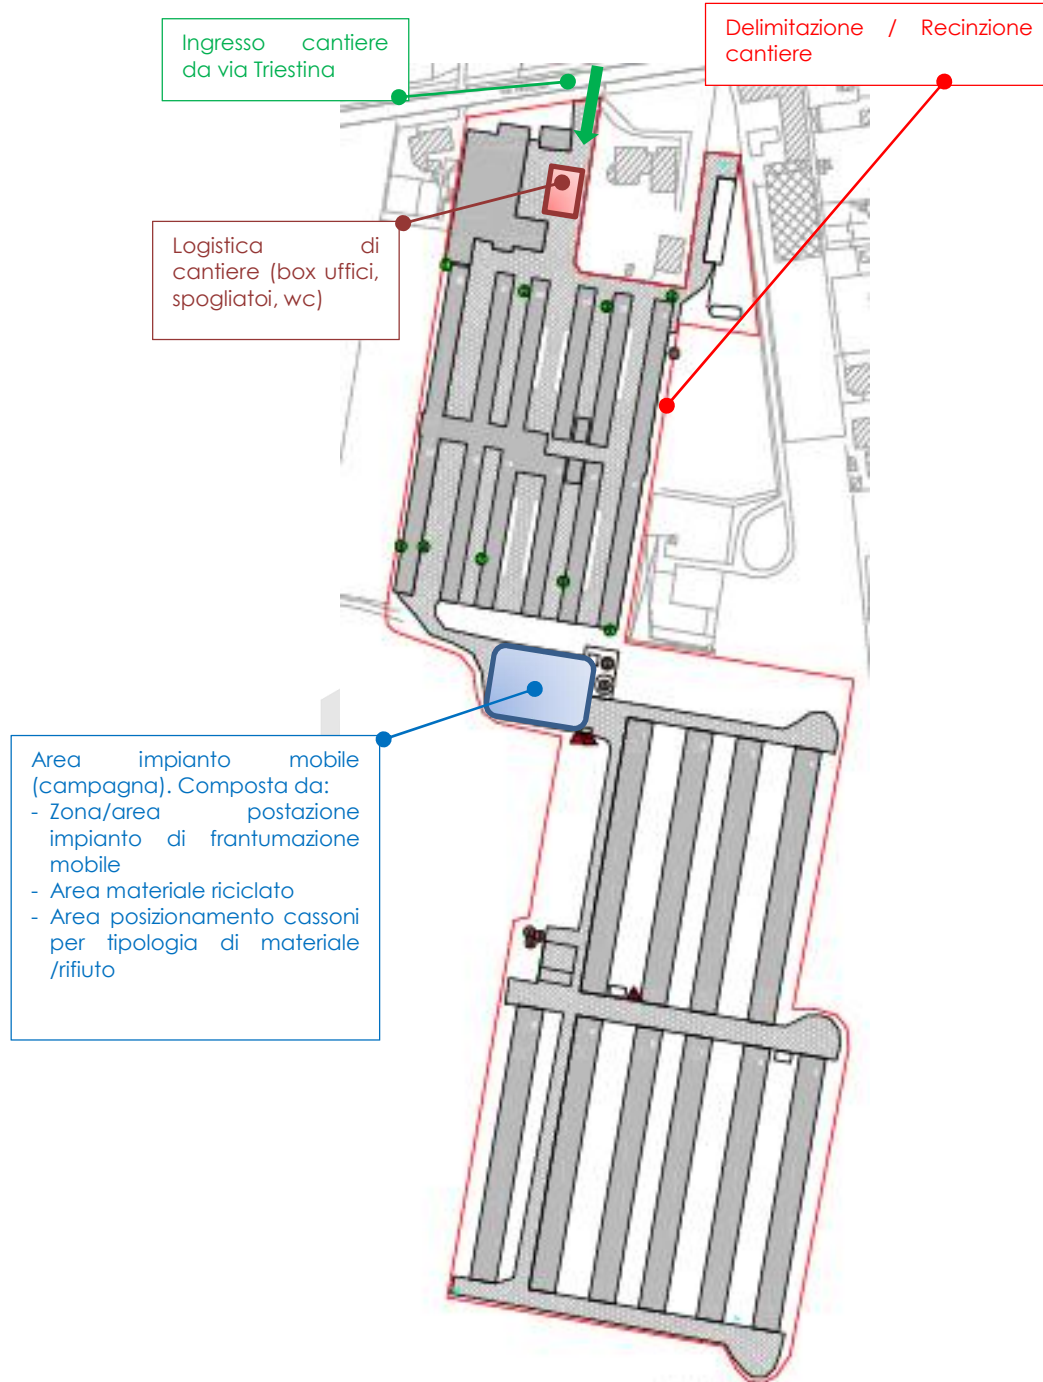 Ingresso cantiere
da via Triestina
Delimitazione / Recinzione
cantiere
Logistica di
cantiere (box uffici,
spogliatoi, wc)
Area impianto mobile
(campagna). Composta da:
- Zona/area postazione
impianto di frantumazione
mobile
- Area materiale riciclato
- Area posizionamento cassoni
per tipologia di materiale
/rifiuto